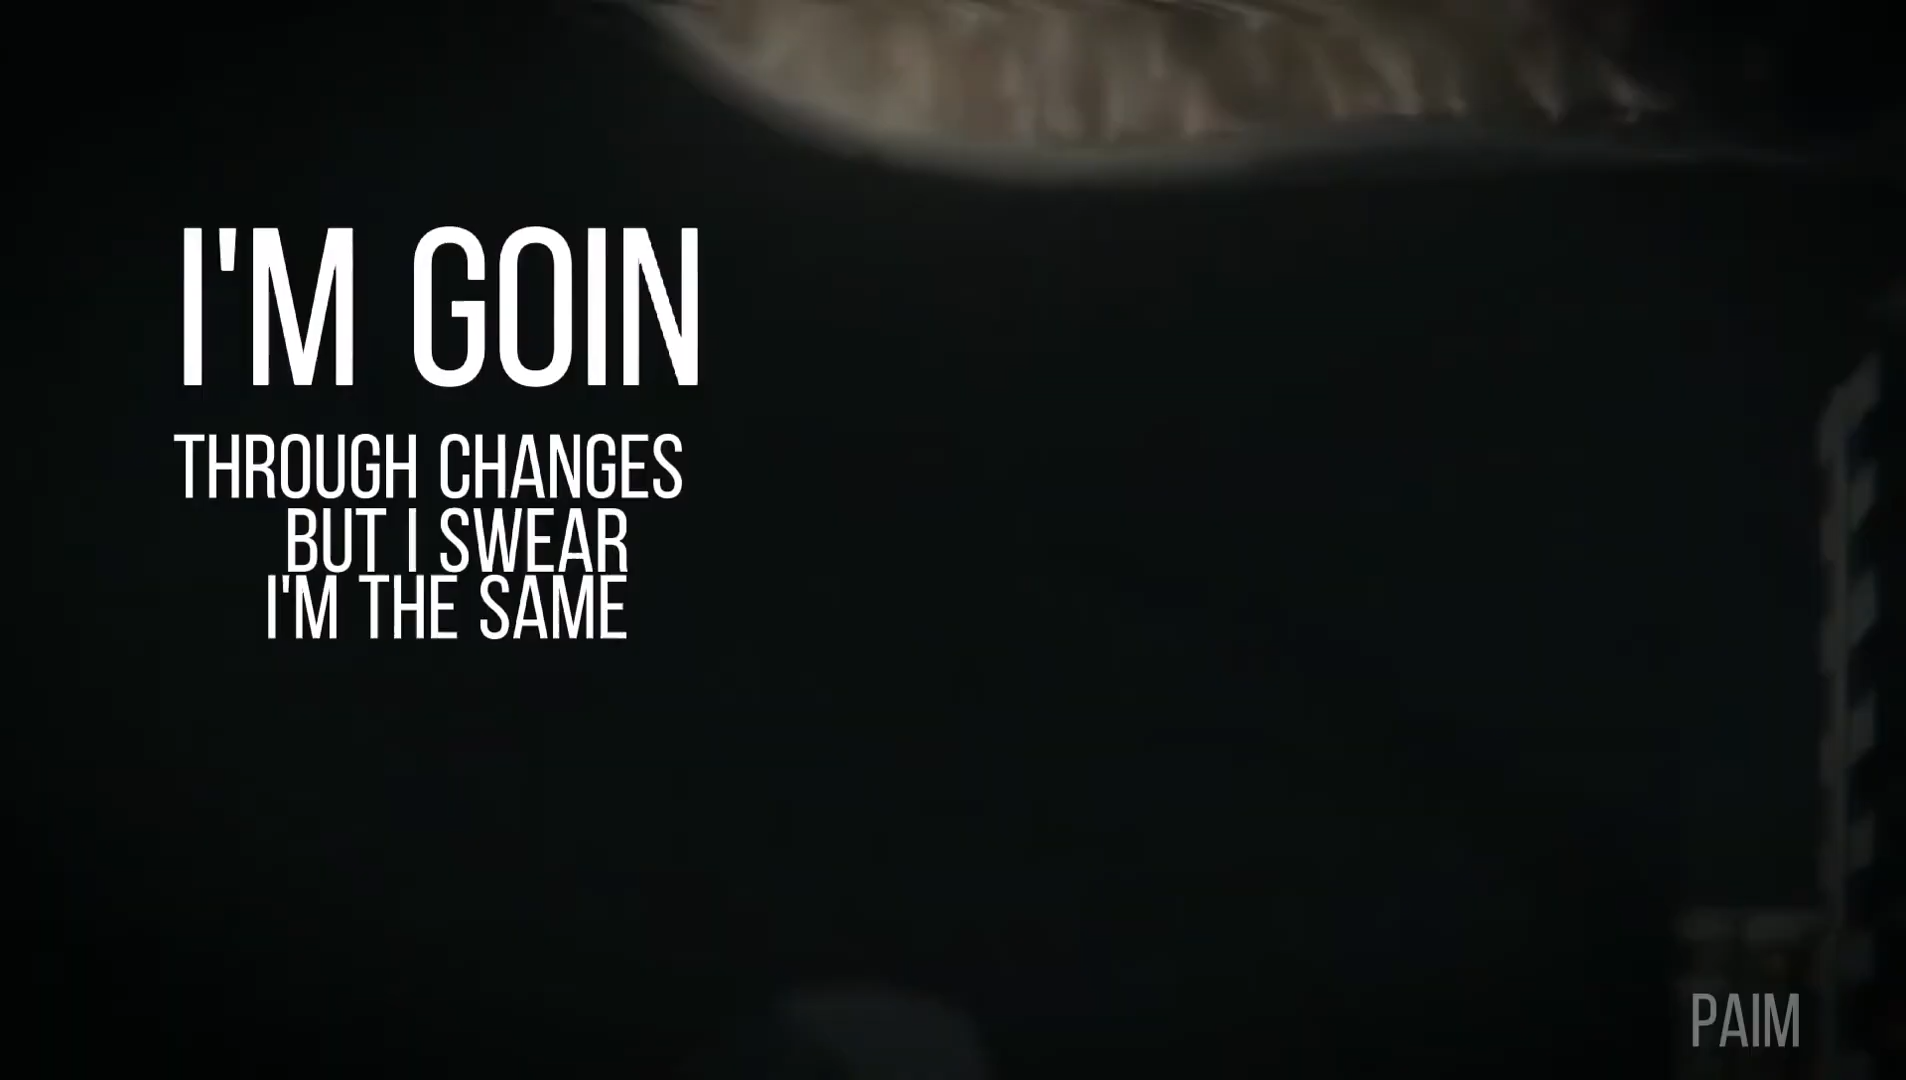 I'M GOIN
THROUGH CHANGES
BUT I SWEAR
I'M THE SAME
PAIM